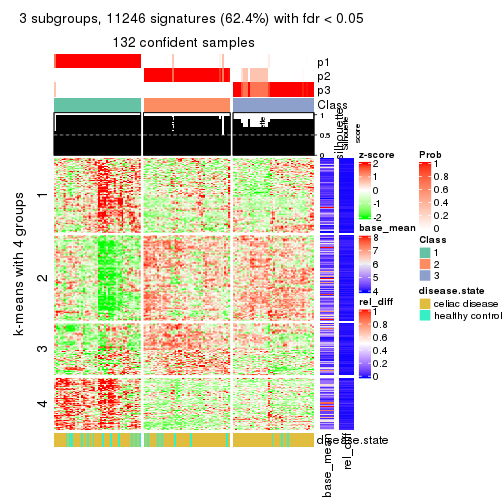 3 subgroups, 11246 signatures (62.4%) with fdr < 0.05
132 confident samples
p1
p2
p3
Class
silhouette
score
1
0.5
0
silhouette
k-means with 4 groups
1
2
3
4
disease.state
base_mean
rel_diff
z-score
2
1
0
-1
-2
base_mean
8
7
6
5
4
rel_diff
1
0.8
0.6
0.4
0.2
0
Prob
1
0.8
0.6
0.4
0.2
0
Class
1
2
3
disease.state
celiac disease
healthy control